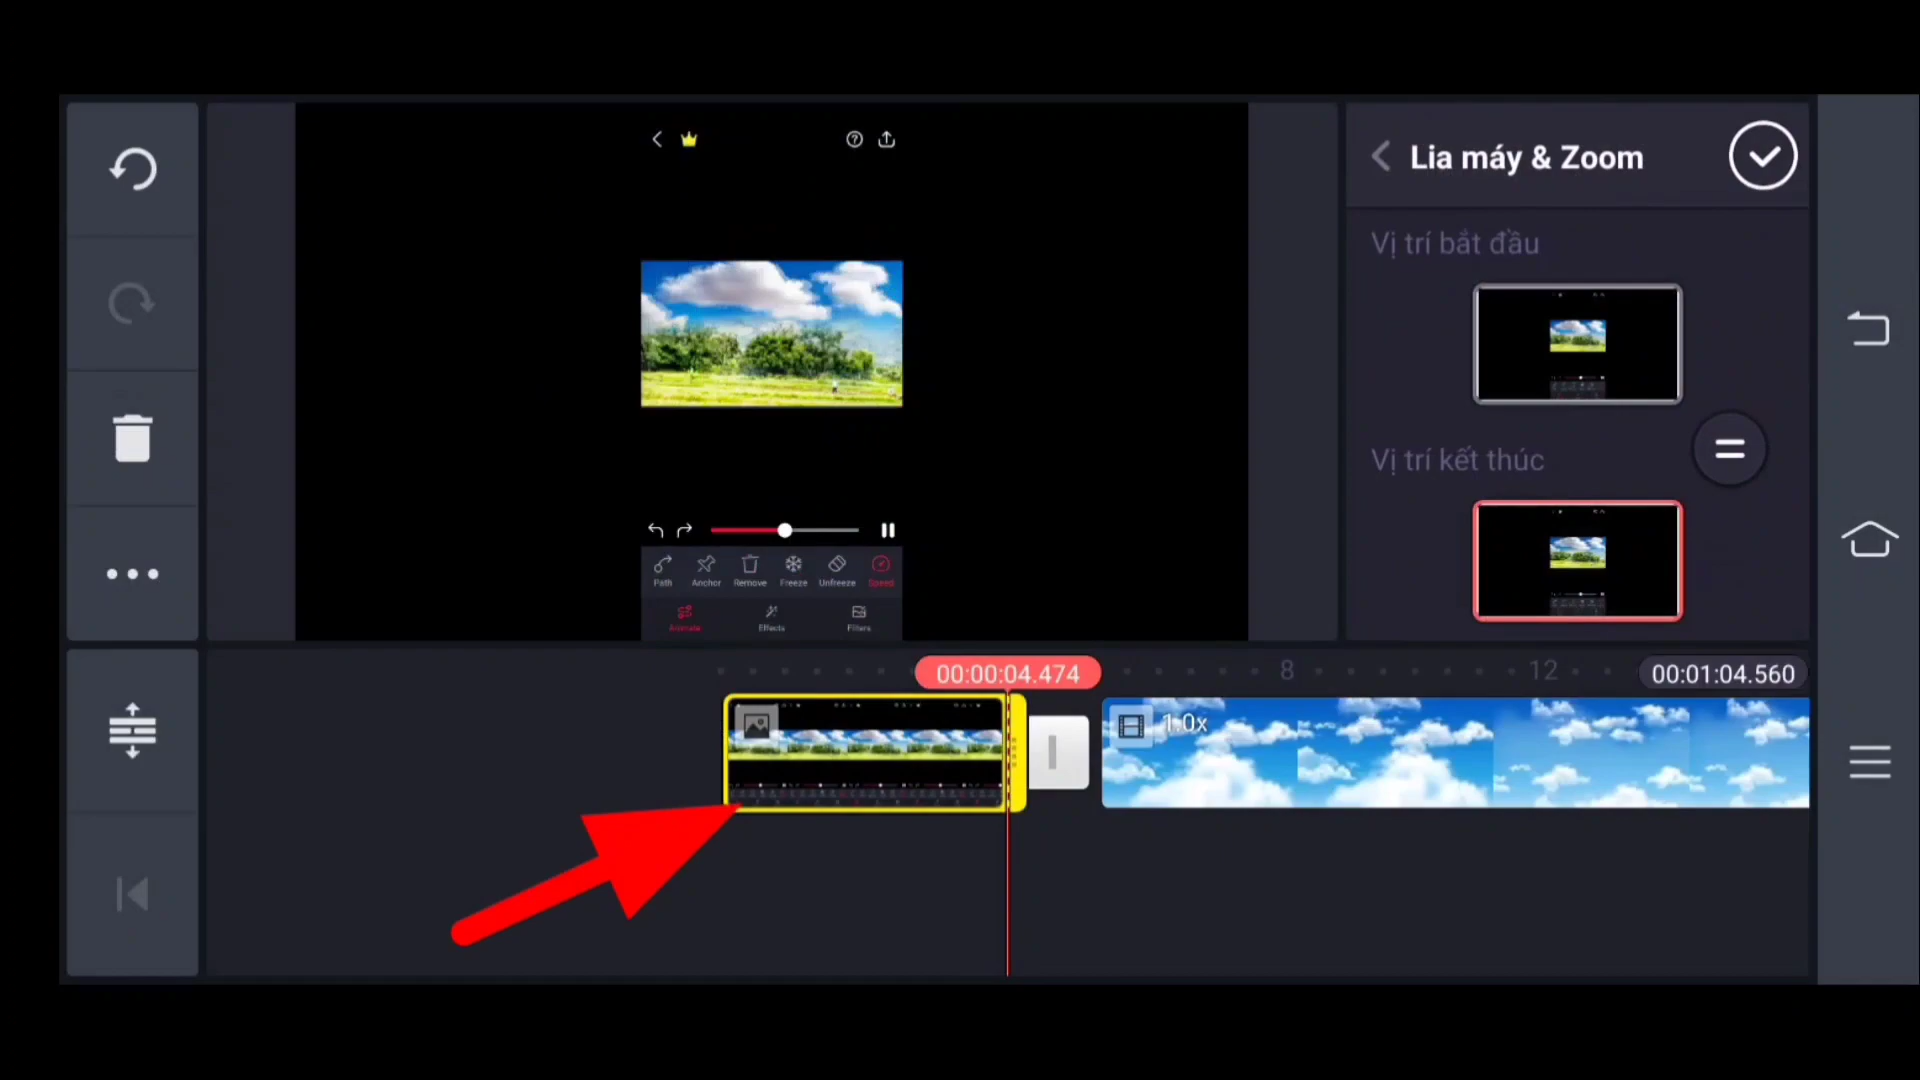 Lia máy & Zoom
Vị trí bắt đầu
Vị trí kết thúc
Path Anchor Remove Freeze Unfreeze Speed
Animate Effects Filters
00:00:04.474 8 12 00:01:04.560
1.0x